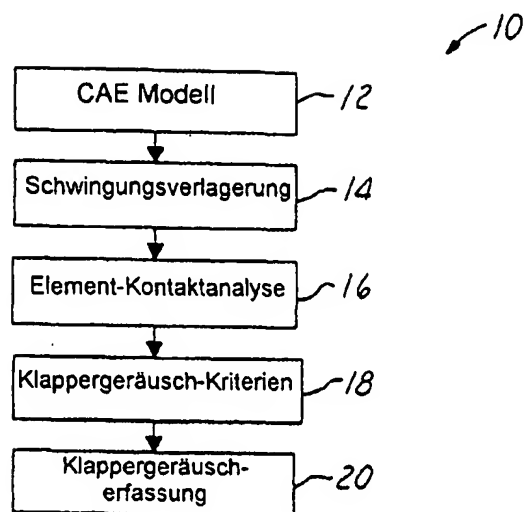 10
CAE Modell 12
Schwingungsverlagerung 14
Element-Kontaktanalyse 16
Klappergeräusch-Kriterien 18
Klappergeräusch-
erfassung 20